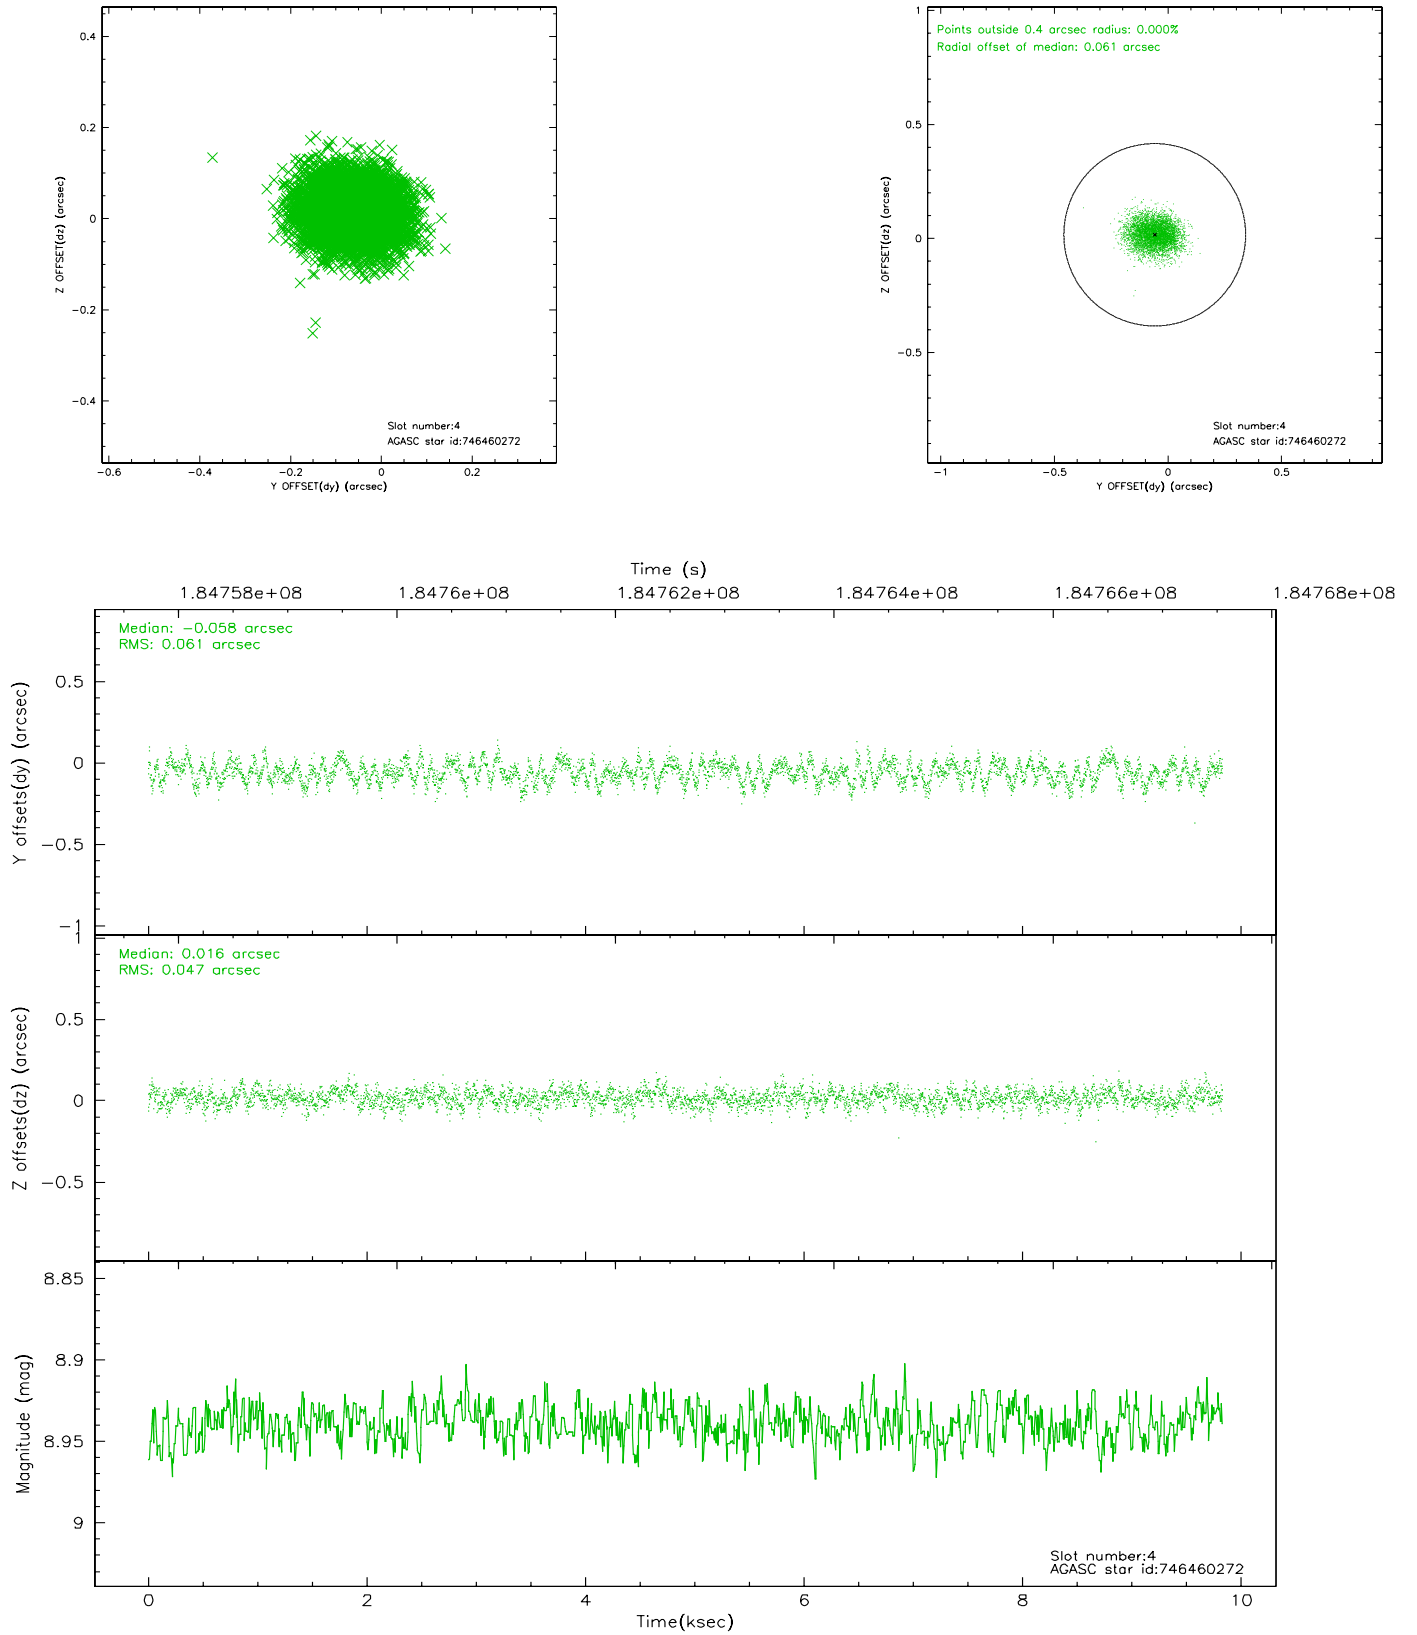 0.4
0.2
0
-0.2
-0.4
Z OFFSET(dz) (arcsec)
Slot number:4
AGASC star id:746460272
-0.6 -0.4 -0.2 0 0.2
Y OFFSET(dy) (arcsec)
1
0.5
0
-0.5
Z OFFSET(dz) (arcsec)
Points outside 0.4 arcsec radius: 0.000%
Radial offset of median: 0.061 arcsec
Slot number:4
AGASC star id:746460272
-1 -0.5 0 0.5
Y OFFSET(dy) (arcsec)
Time (s)
1.84758e+08 1.8476e+08 1.84762e+08 1.84764e+08 1.84766e+08 1.84768e+08
Median: -0.058 arcsec
RMS: 0.061 arcsec
0.5
0
-0.5
-1
Y offsets(dy) (arcsec)
1
Median: 0.016 arcsec
RMS: 0.047 arcsec
0.5
0
-0.5
Z offsets(dz) (arcsec)
8.85
8.9
8.95
9
Magnitude (mag)
Slot number:4
AGASC star id:746460272
0 2 4 6 8 10
Time(ksec)